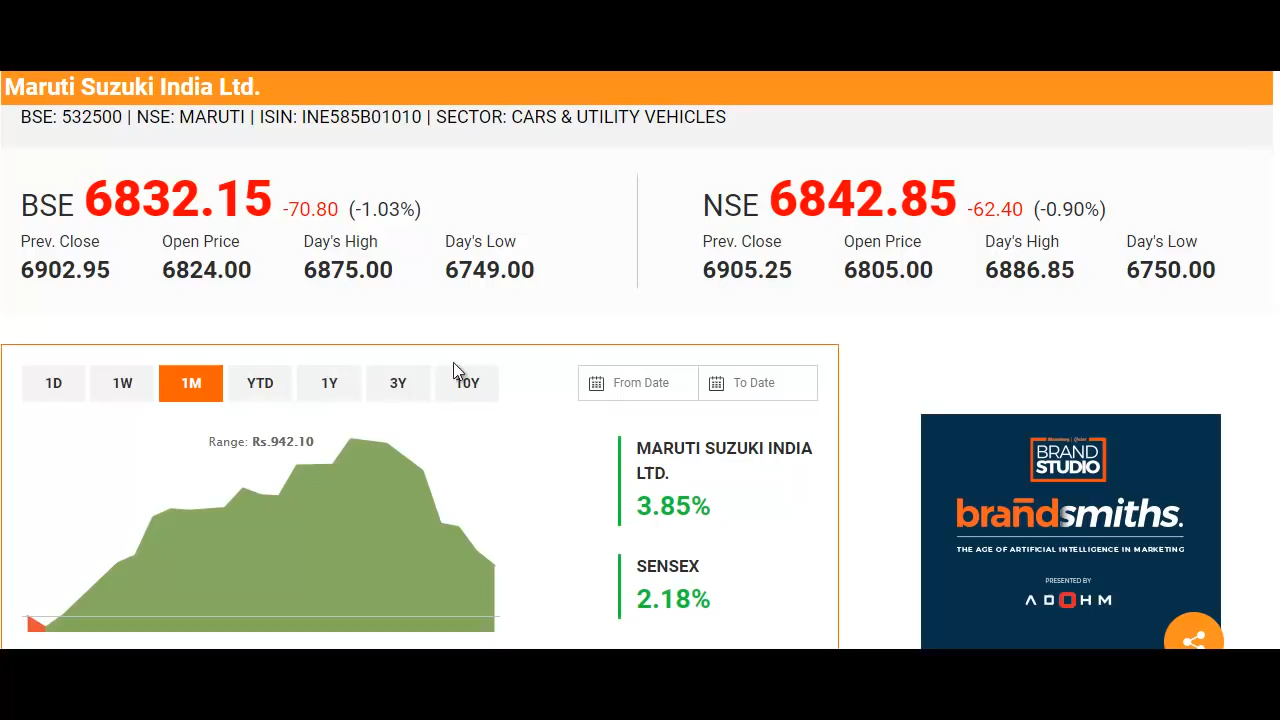 Maruti Suzuki India Ltd.
BSE: 532500 | NSE: MARUTI | ISIN: INE585B01010 | SECTOR: CARS & UTILITY VEHICLES
BSE 6832.15 -70.80 (-1.03%)
Prev. Close Open Price Day's High Day's Low
6902.95 6824.00 6875.00 6749.00
NSE 6842.85 -62.40 (-0.90%)
Prev. Close Open Price Day's High Day's Low
6905.25 6805.00 6886.85 6750.00
1D 1W 1M YTD 1Y 3Y 10Y
From Date To Date
Range: Rs.942.10
MARUTI SUZUKI INDIA
LTD.
3.85%
SENSEX
2.18%
BRAND
STUDIO
brandsmiths.
THE AGE OF ARTIFICIAL INTELLIGENCE IN MARKETING
PRESENTED BY
ADOHM